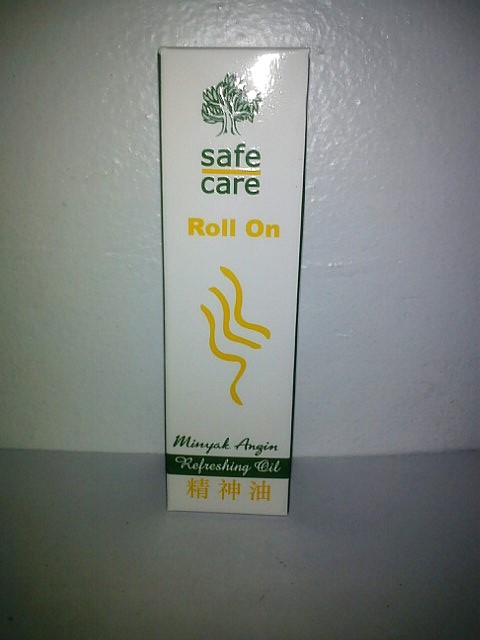 safe
care
Roll On
Minyak Angin
Refreshing Oil
精神油